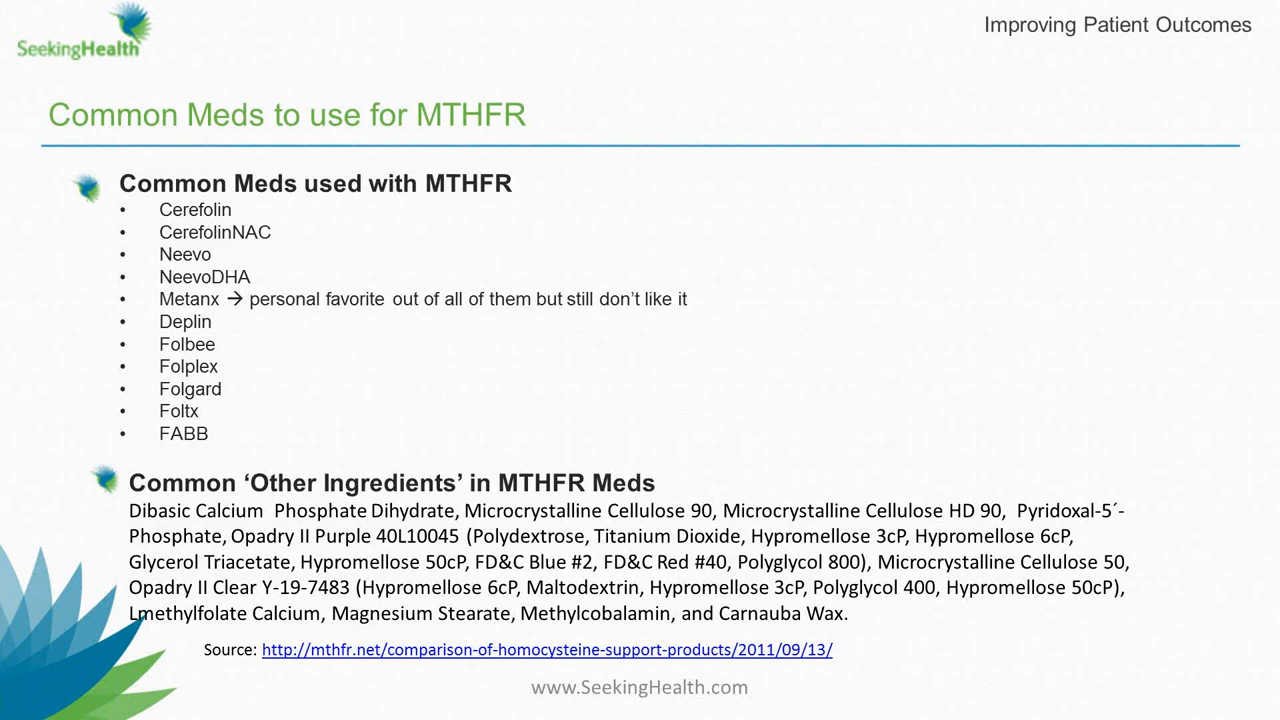 SeekingHealth
Improving Patient Outcomes
Common Meds to use for MTHFR
Common Meds used with MTHFR
• Cerefolin
• CerefolinNAC
• Neevo
• NeevoDHA
• Metanx → personal favorite out of all of them but still don’t like it
• Deplin
• Folbee
• Folplex
• Folgard
• Foltx
• FABB
Common ‘Other Ingredients’ in MTHFR Meds
Dibasic Calcium Phosphate Dihydrate, Microcrystalline Cellulose 90, Microcrystalline Cellulose HD 90, Pyridoxal-5´-
Phosphate, Opadry II Purple 40L10045 (Polydextrose, Titanium Dioxide, Hypromellose 3cP, Hypromellose 6cP,
Glycerol Triacetate, Hypromellose 50cP, FD&C Blue #2, FD&C Red #40, Polyglycol 800), Microcrystalline Cellulose 50,
Opadry II Clear Y-19-7483 (Hypromellose 6cP, Maltodextrin, Hypromellose 3cP, Polyglycol 400, Hypromellose 50cP),
Lmethylfolate Calcium, Magnesium Stearate, Methylcobalamin, and Carnauba Wax.
Source: http://mthfr.net/comparison-of-homocysteine-support-products/2011/09/13/
www.SeekingHealth.com